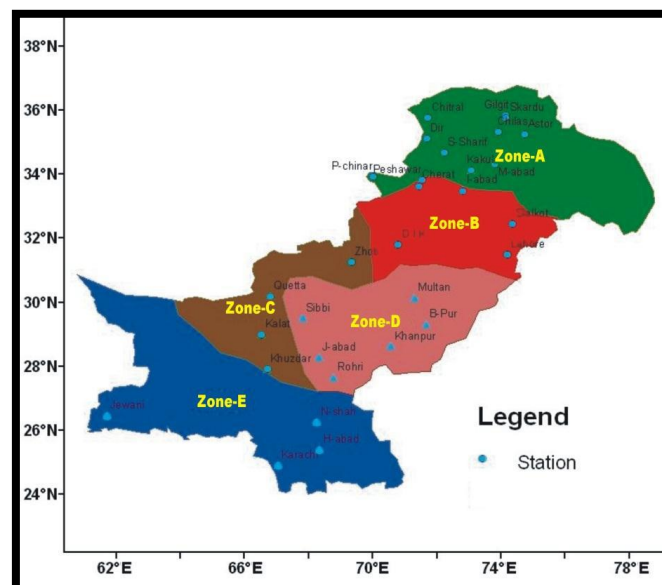 38°N
36°N
34°N
32°N
30°N
28°N
26°N
24°N
62°E
66°E
70°E
74°E
78°E
Chitral
Gilgit
Skardu
Chilas
Astor
Dir
S-Sharif
Kakul
Zone-A
P-chinar
Peshawar
Cherat
I-abad
M-abad
Zone-B
Sialkot
D I K
Lahore
Zhob
Quetta
Multan
Zone-C
Sibbi
Zone-D
B-Pur
Kalat
J-abad
Khanpur
Khuzdar
Rohri
Zone-E
Jewani
N-shah
H-abad
Karachi
Legend
Station